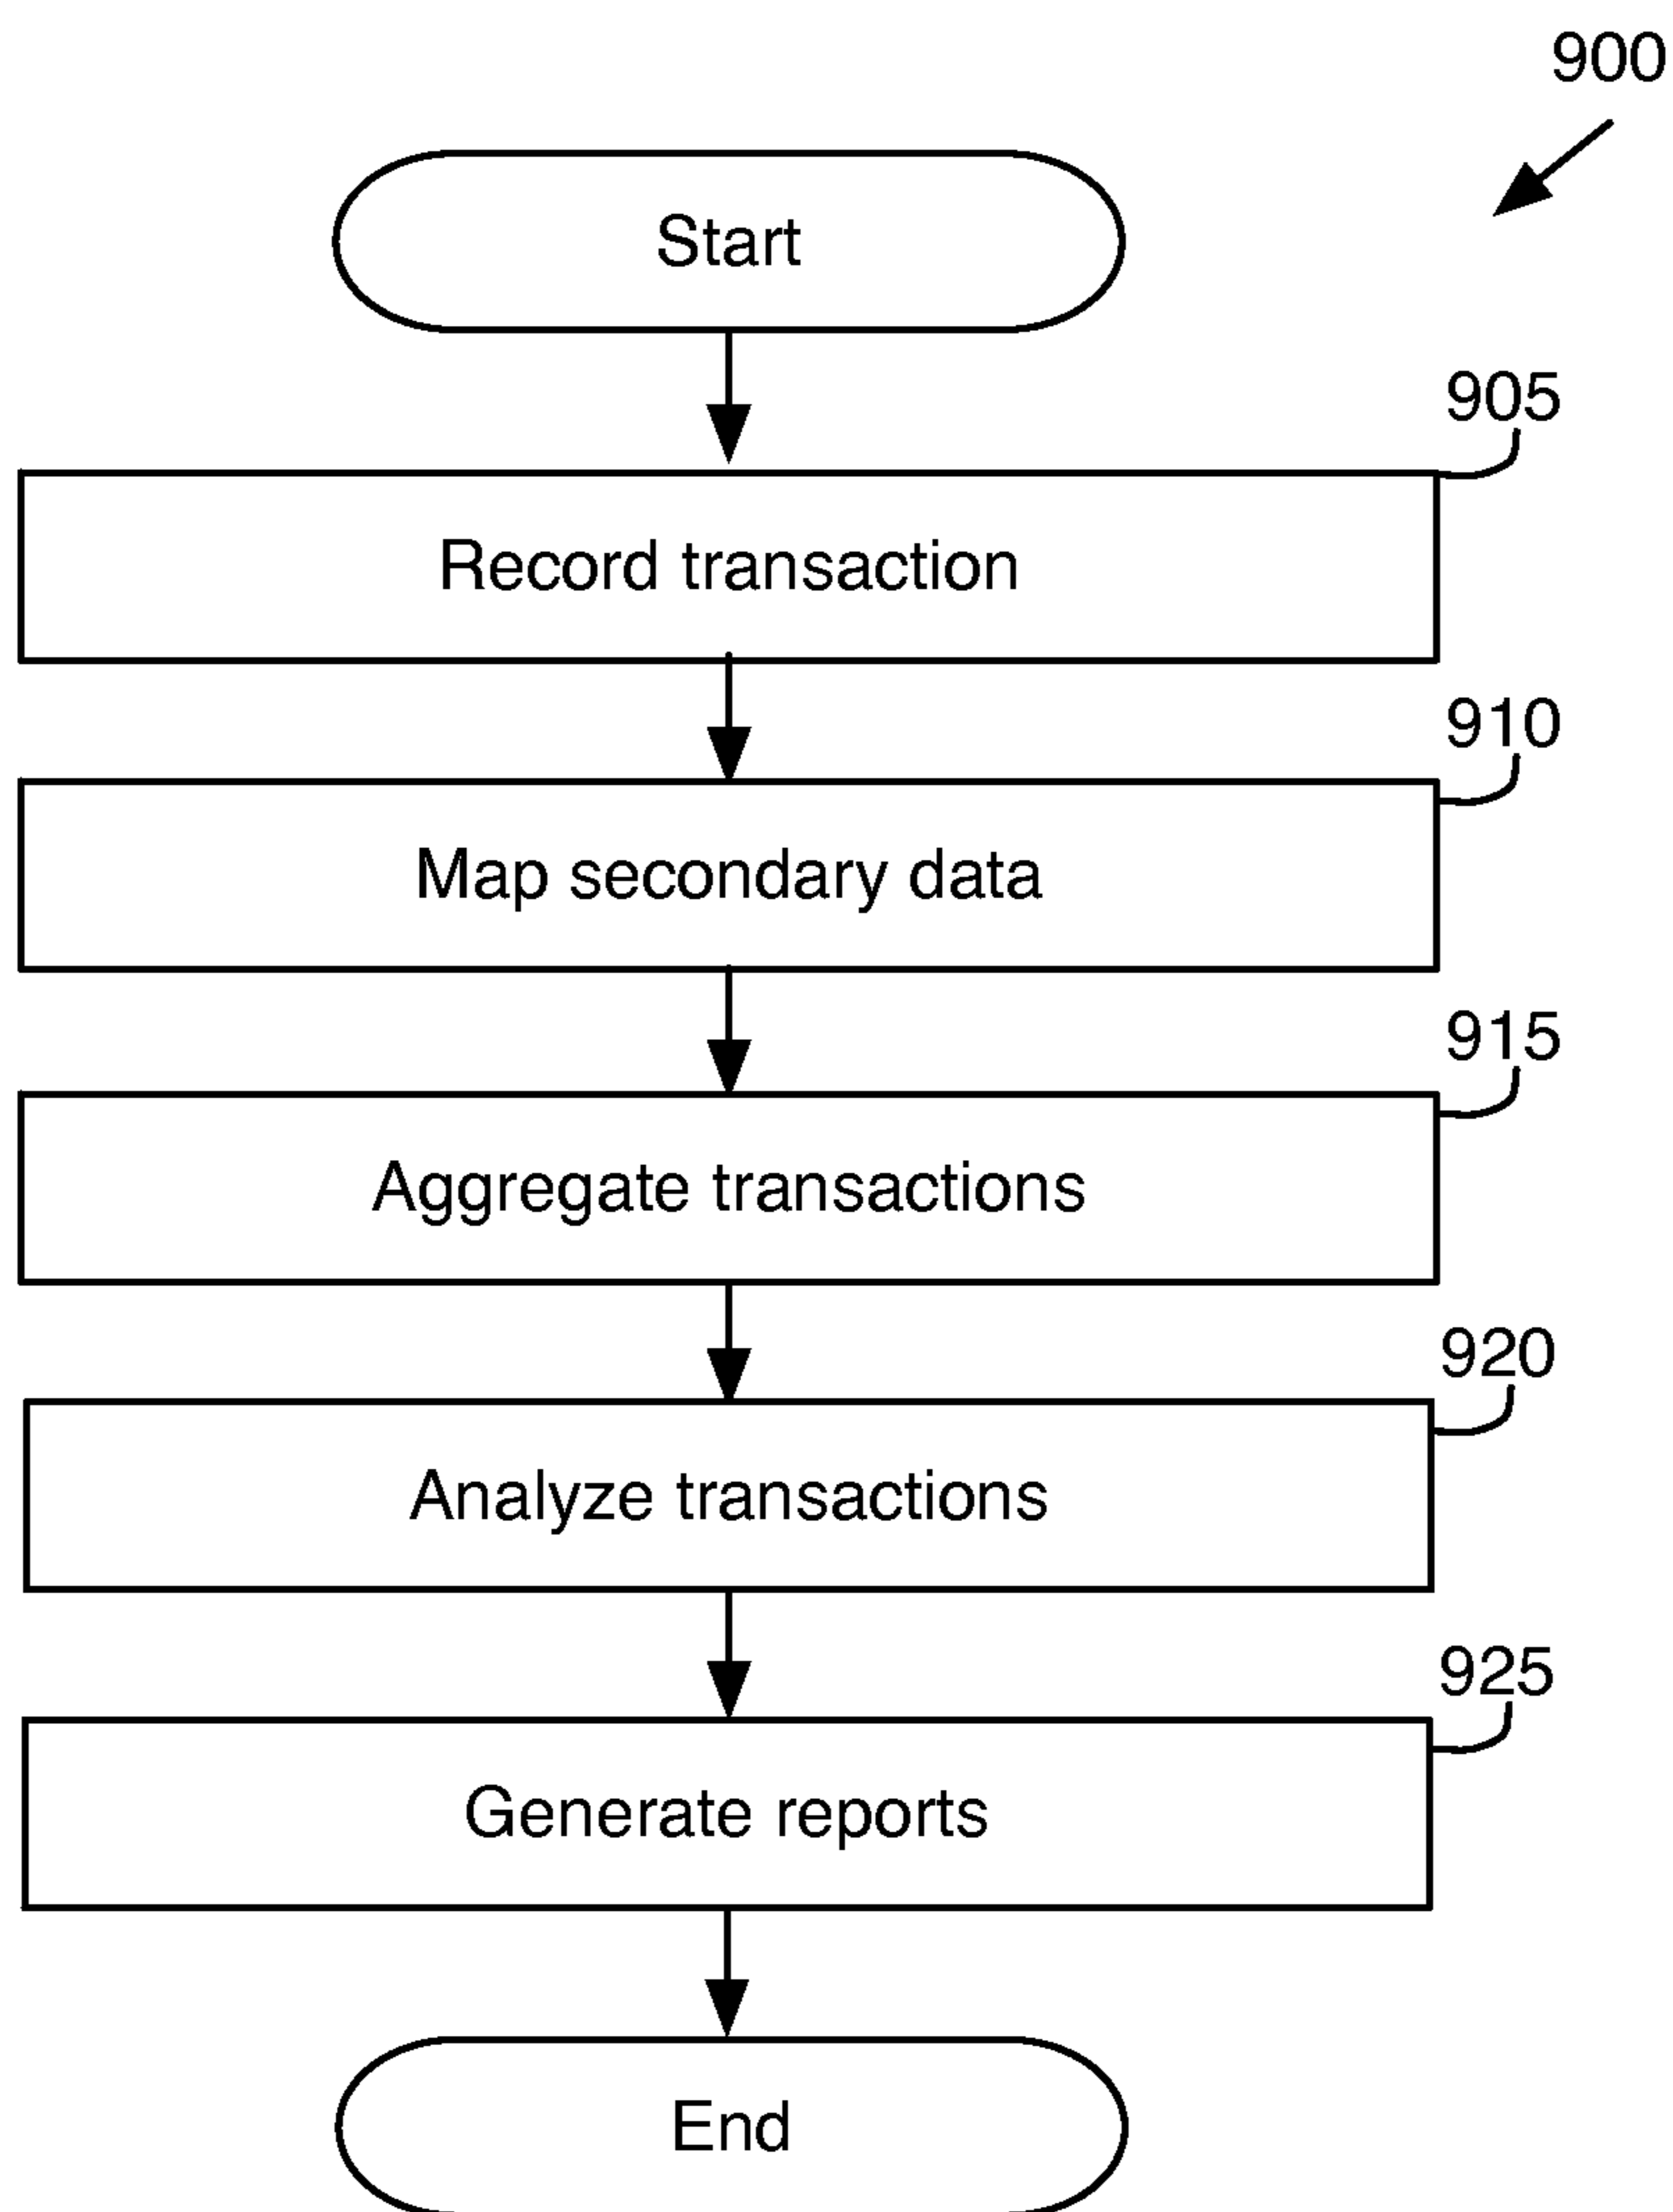 900
Start
905
Record transaction
910
Map secondary data
915
Aggregate transactions
920
Analyze transactions
925
Generate reports
End